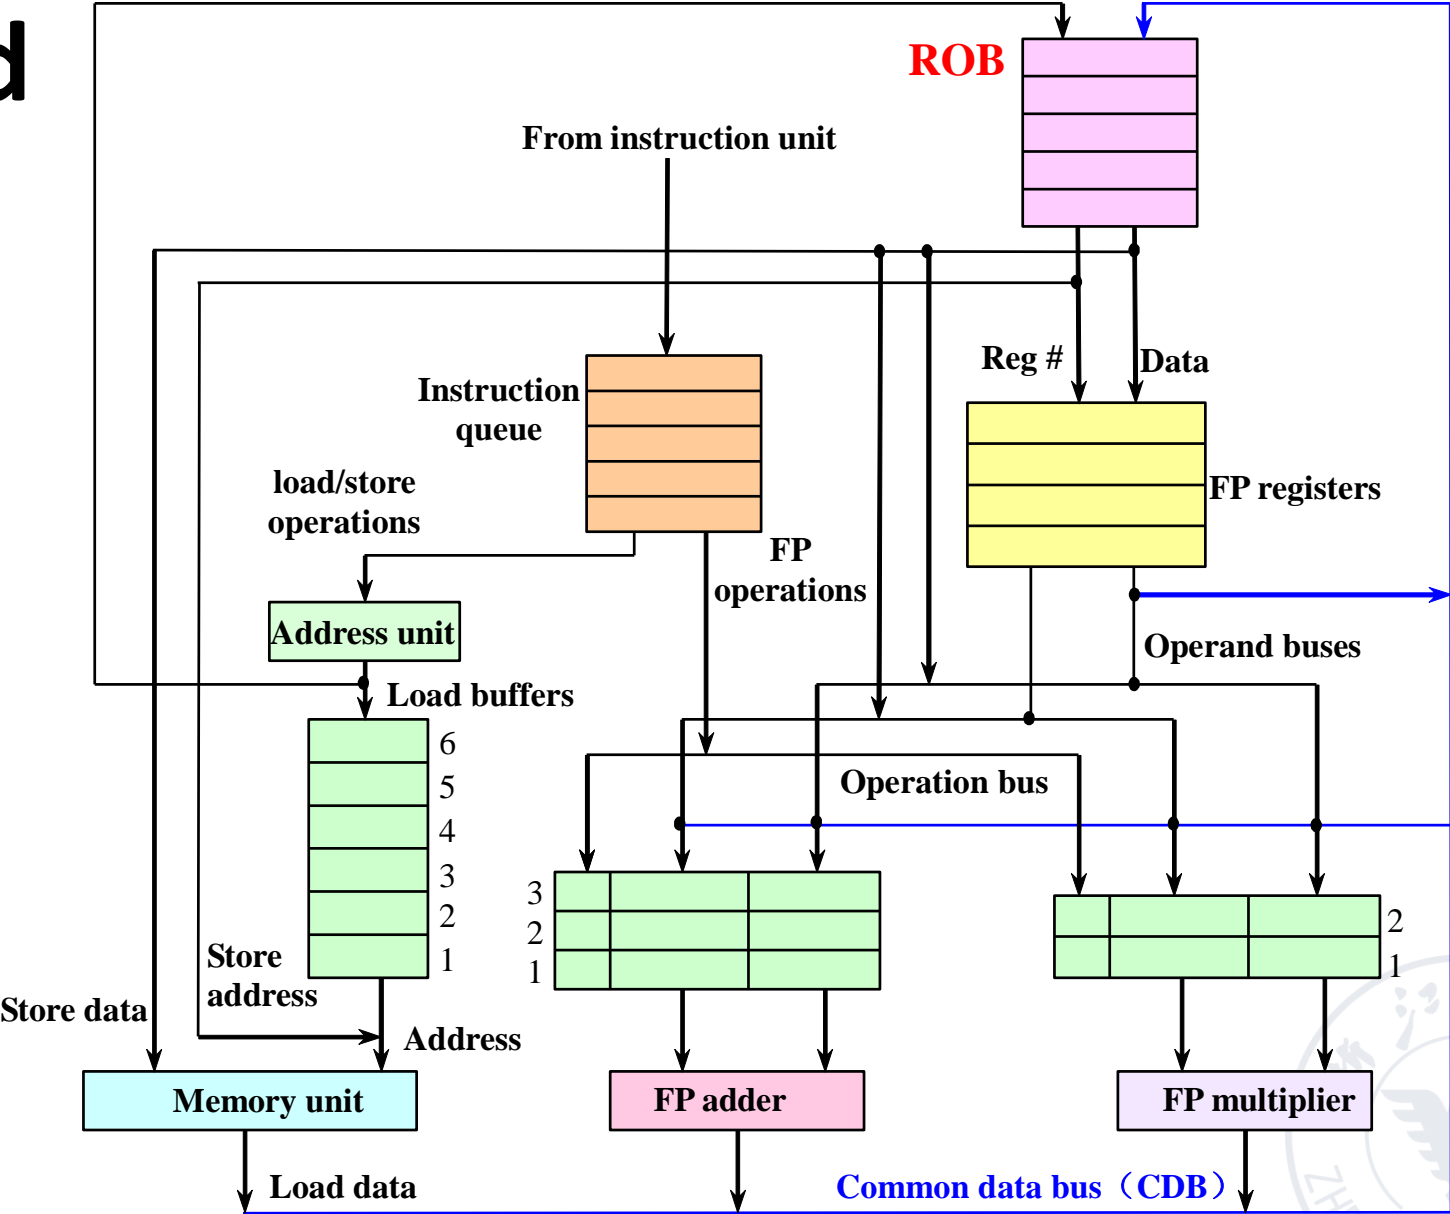 d
ROB
From instruction unit
Reg #
Data
Instruction
queue
load/store
operations
FP registers
FP
operations
Address unit
Operand buses
Load buffers
6
5
4
3
2
1
Operation bus
3
2
1
2
1
Store
address
Store data
Address
Memory unit
FP adder
FP multiplier
Load data
Common data bus（CDB）